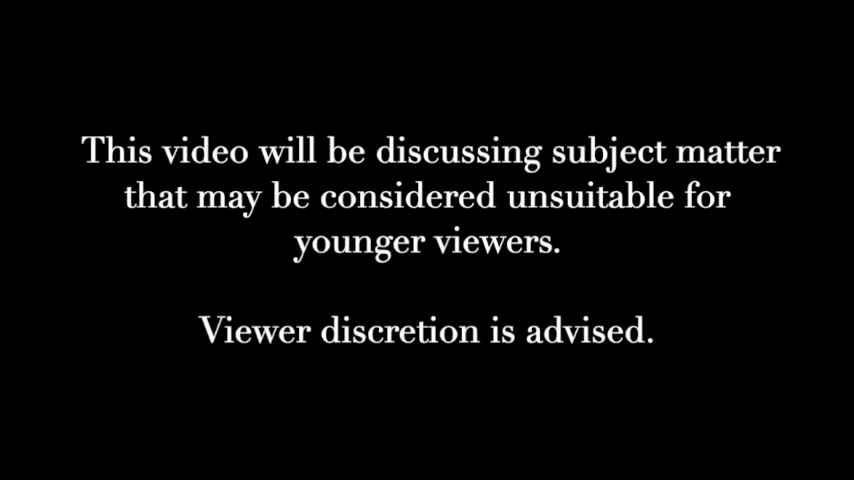 This video will be discussing subject matter
that may be considered unsuitable for
younger viewers.
Viewer discretion is advised.